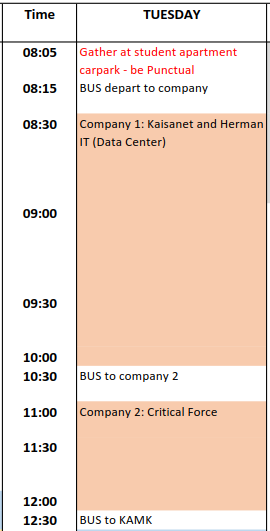 Time TUESDAY
08:05 Gather at student apartment
carpark - be Punctual
08:15 BUS depart to company
08:30 Company 1: Kaisanet and Herman
IT (Data Center)
09:00
09:30
10:00
10:30 BUS to company 2
11:00 Company 2: Critical Force
11:30
12:00
12:30 BUS to KAMK